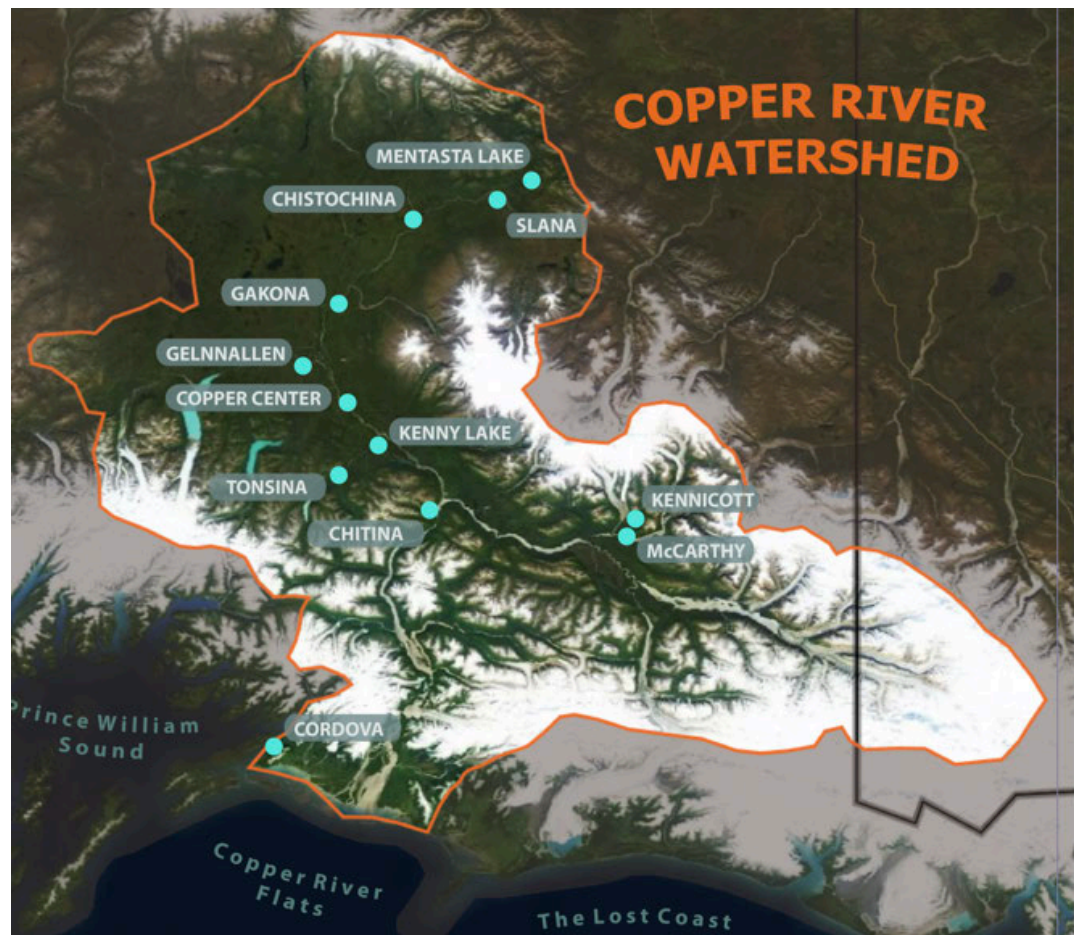 COPPER RIVER
WATERSHED
MENTASTA LAKE
CHISTOCHINA
SLANA
GAKONA
GELNNALLEN
COPPER CENTER
KENNY LAKE
TONSINA
KENNICOTT
CHITINA
McCARTHY
Prince William
Sound
CORDOVA
Copper River
Flats
The Lost Coast